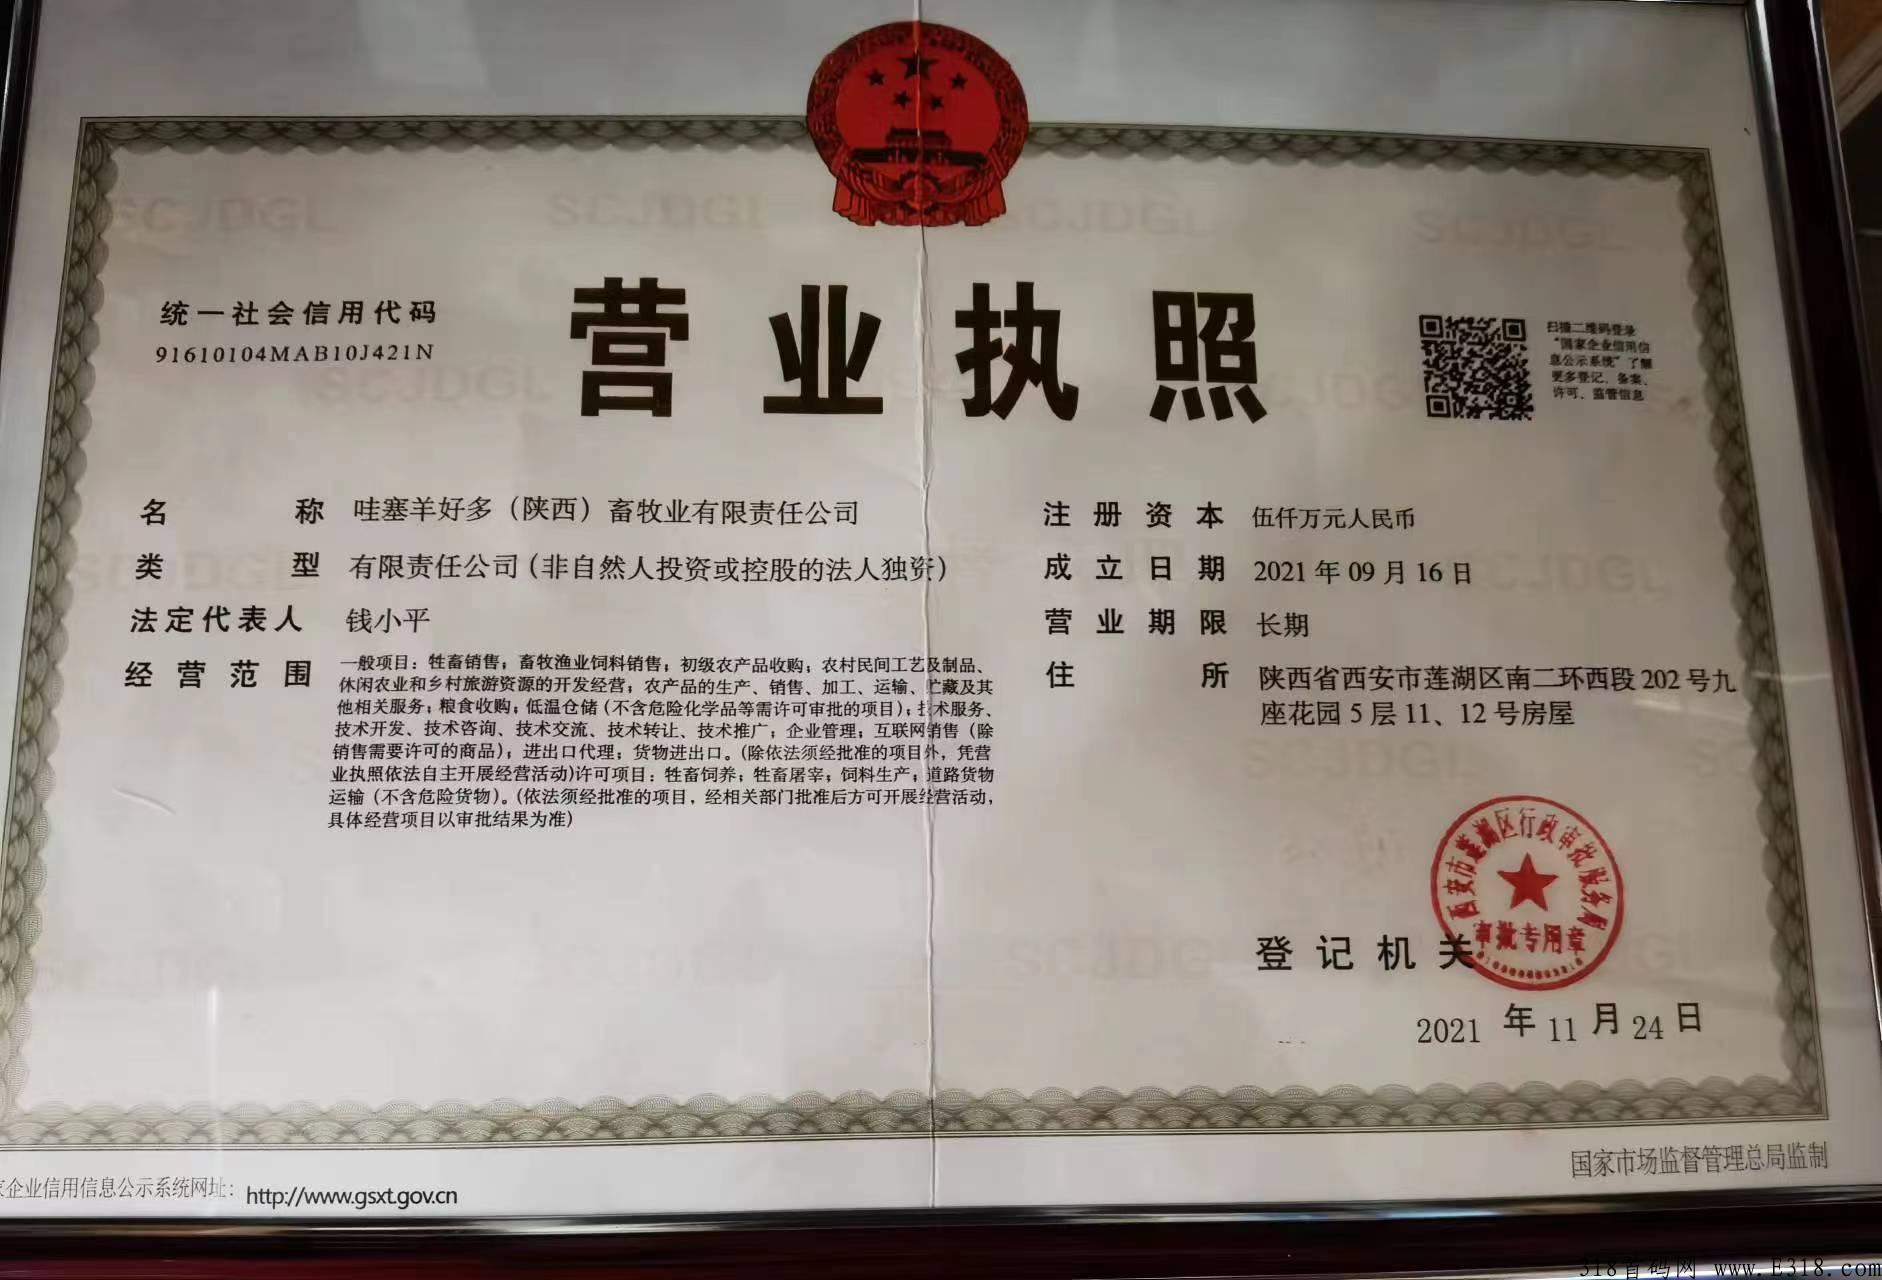 营业执照
统一社会信用代码
91610104MAB10J421N
扫描二维码登录
“国家企业信用信
息公示系统”了解
更多登记、备案、
许可、监管信息
名称 哇塞羊好多（陕西）畜牧业有限责任公司
类型 有限责任公司(非自然人投资或控股的法人独资)
法定代表人 钱小平
经营范围 一般项目：牲畜销售；畜牧渔业饲料销售；初级农产品收购；农村民间工艺及制品、
休闲农业和乡村旅游资源的开发经营；农产品的生产、销售、加工、运输、贮藏及其
他相关服务；粮食收购；低温仓储（不含危险化学品等需许可审批的项目）；技术服务、
技术开发、技术咨询、技术交流、技术转让、技术推广；企业管理；互联网销售（除
销售需要许可的商品）；进出口代理；货物进出口。(除依法须经批准的项目外，凭营
业执照依法自主开展经营活动)许可项目：牲畜饲养；牲畜屠宰；饲料生产；道路货物
运输（不含危险货物）。(依法须经批准的项目，经相关部门批准后方可开展经营活动，
具体经营项目以审批结果为准)
注册资本 伍仟万元人民币
成立日期 2021年09月16日
营业期限 长期
住所 陕西省西安市莲湖区南二环西段202号九
座花园5层11、12号房屋
登记机关
西安市莲湖区行政审批服务局
审批专用章
2021年11月24日
家企业信用信息公示系统网址：http://www.gsxt.gov.cn
国家市场监督管理总局监制
318首码网 www.E318.com
SCJDGL